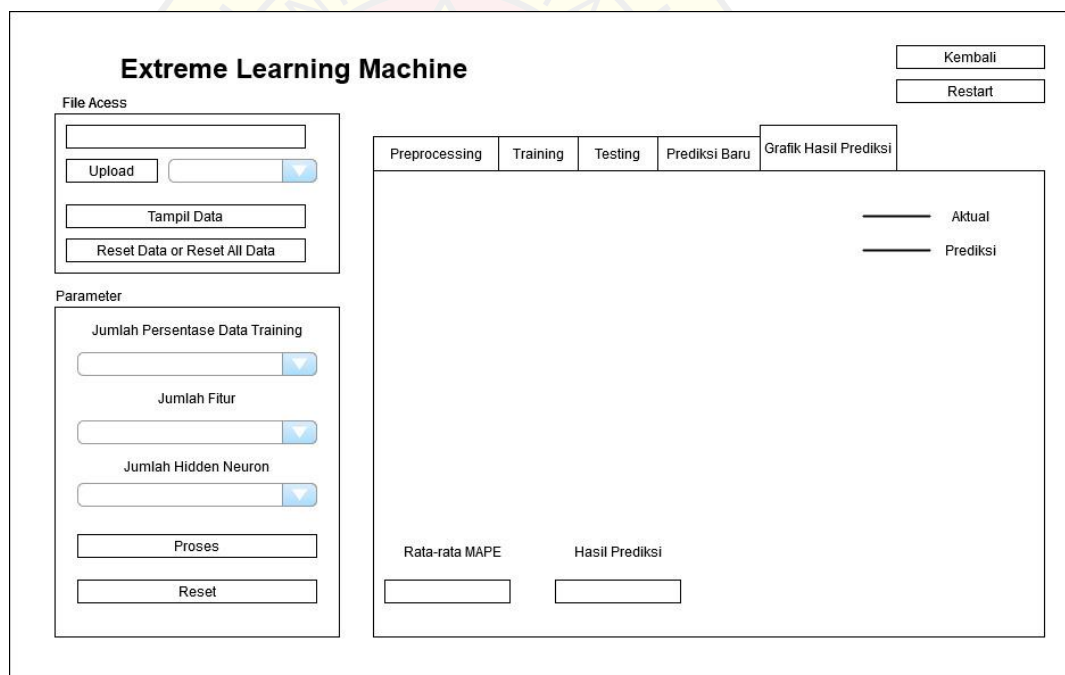 Extreme Learning Machine
Kembali
Restart
File Acess
Upload
Tampil Data
Reset Data or Reset All Data
Parameter
Jumlah Persentase Data Training
Jumlah Fitur
Jumlah Hidden Neuron
Proses
Reset
Preprocessing
Training
Testing
Prediksi Baru
Grafik Hasil Prediksi
Aktual
Prediksi
Rata-rata MAPE
Hasil Prediksi